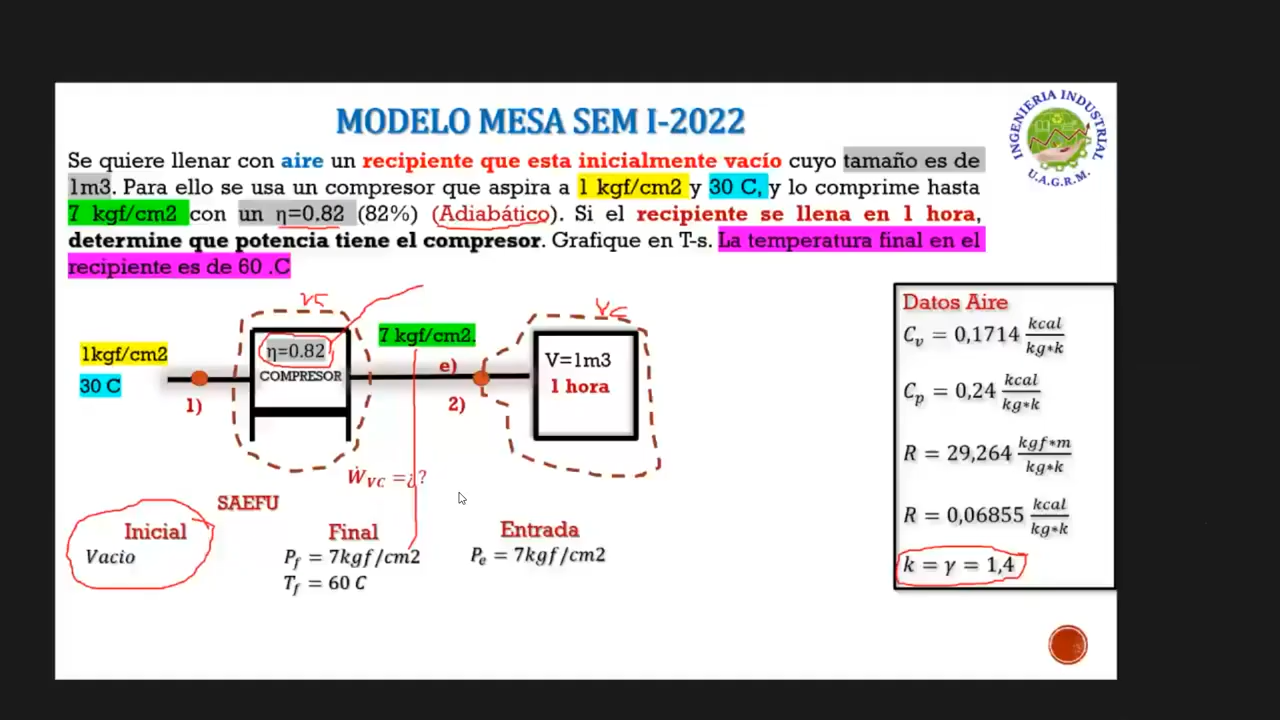 MODELO MESA SEM I-2022
INGENIERIA INDUSTRIAL
U.A.G.R.M.
Se quiere llenar con aire un recipiente que esta inicialmente vacío cuyo tamaño es de
1m3. Para ello se usa un compresor que aspira a 1 kgf/cm2 y 30 C, y lo comprime hasta
7 kgf/cm2 con un η=0.82 (82%) (Adiabático). Si el recipiente se llena en 1 hora,
determine que potencia tiene el compresor. Grafique en T-s. La temperatura final en el
recipiente es de 60 .C
VC
VC
1kgf/cm2
30 C
1)
η=0.82
COMPRESOR
7 kgf/cm2.
e)
2)
V=1m3
1 hora
Ẇ_VC =¿?
SAEFU
Inicial
Vacio
Final
P_f = 7kgf/cm2
T_f = 60 C
Entrada
P_e = 7kgf/cm2
Datos Aire
C_v = 0,1714 kcal/kg*k
C_p = 0,24 kcal/kg*k
R = 29,264 kgf*m/kg*k
R = 0,06855 kcal/kg*k
k = γ = 1,4